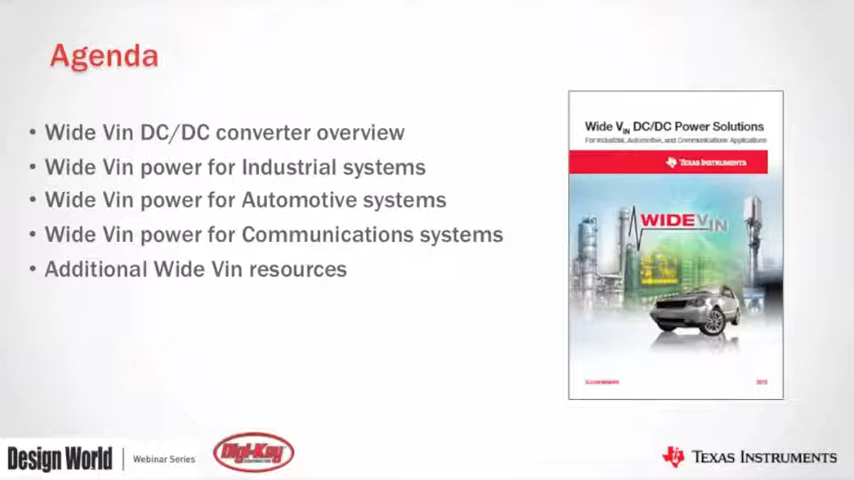 Agenda
• Wide Vin DC/DC converter overview
• Wide Vin power for Industrial systems
• Wide Vin power for Automotive systems
• Wide Vin power for Communications systems
• Additional Wide Vin resources
Wide VIN DC/DC Power Solutions
For Industrial, Automotive, and Communications Applications
TEXAS INSTRUMENTS
WIDE VIN
Design World
Webinar Series
Digi-Key
TEXAS INSTRUMENTS